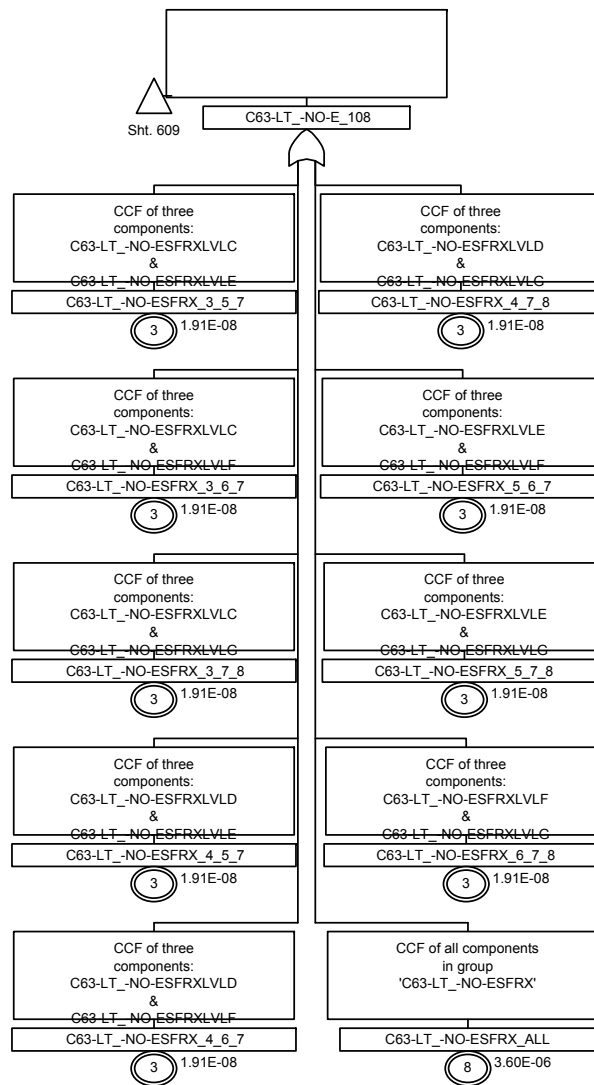 C63-LT_-NO-E_108
Sht. 609
CCF of three
components:
C63-LT_-NO-ESFRXLVLC
&
C63-LT_-NO-ESFRXLVLE
C63-LT_-NO-ESFRX_3_5_7
3
1.91E-08
CCF of three
components:
C63-LT_-NO-ESFRXLVLD
&
C63-LT_-NO-ESFRXLVLG
C63-LT_-NO-ESFRX_4_7_8
3
1.91E-08
CCF of three
components:
C63-LT_-NO-ESFRXLVLC
&
C63-LT_-NO-ESFRXLVLF
C63-LT_-NO-ESFRX_3_6_7
3
1.91E-08
CCF of three
components:
C63-LT_-NO-ESFRXLVLE
&
C63-LT_-NO-ESFRXLVLF
C63-LT_-NO-ESFRX_5_6_7
3
1.91E-08
CCF of three
components:
C63-LT_-NO-ESFRXLVLC
&
C63-LT_-NO-ESFRXLVLG
C63-LT_-NO-ESFRX_3_7_8
3
1.91E-08
CCF of three
components:
C63-LT_-NO-ESFRXLVLE
&
C63-LT_-NO-ESFRXLVLG
C63-LT_-NO-ESFRX_5_7_8
3
1.91E-08
CCF of three
components:
C63-LT_-NO-ESFRXLVLD
&
C63-LT_-NO-ESFRXLVLE
C63-LT_-NO-ESFRX_4_5_7
3
1.91E-08
CCF of three
components:
C63-LT_-NO-ESFRXLVLF
&
C63-LT_-NO-ESFRXLVLG
C63-LT_-NO-ESFRX_6_7_8
3
1.91E-08
CCF of three
components:
C63-LT_-NO-ESFRXLVLD
&
C63-LT_-NO-ESFRXLVLF
C63-LT_-NO-ESFRX_4_6_7
3
1.91E-08
CCF of all components
in group
'C63-LT_-NO-ESFRX'
C63-LT_-NO-ESFRX_ALL
8
3.60E-06